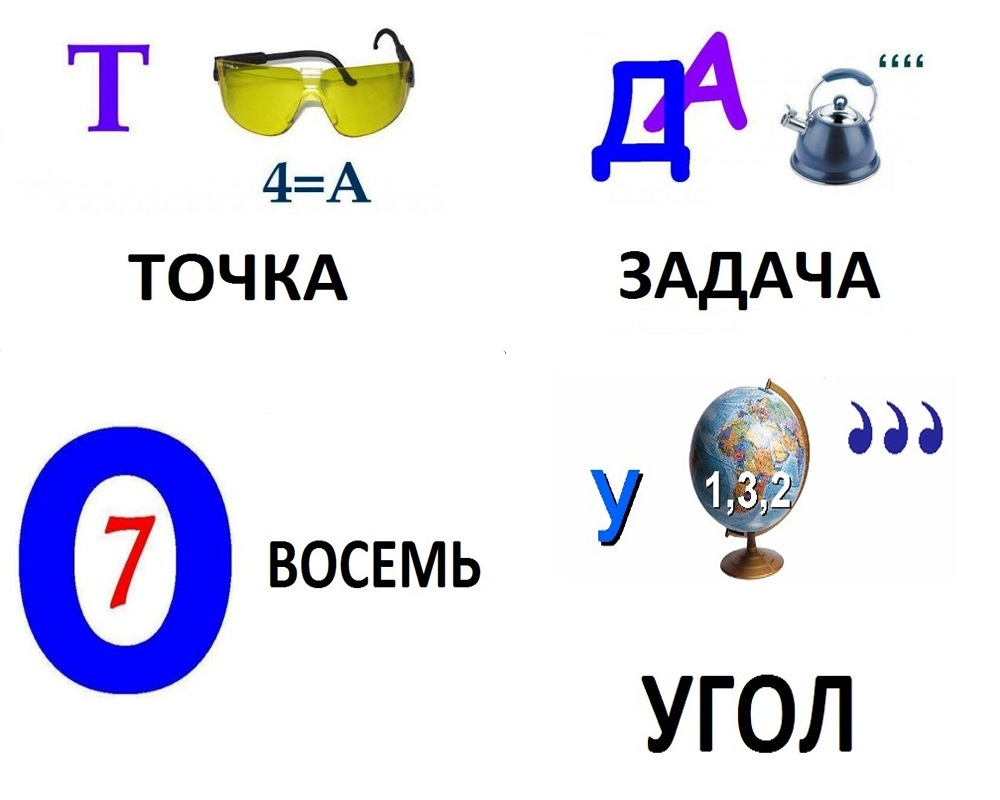 Т
4=А
ТОЧКА
Д А
““
ЗАДАЧА
О
7
ВОСЕМЬ
У
1,3,2
,,,
УГОЛ